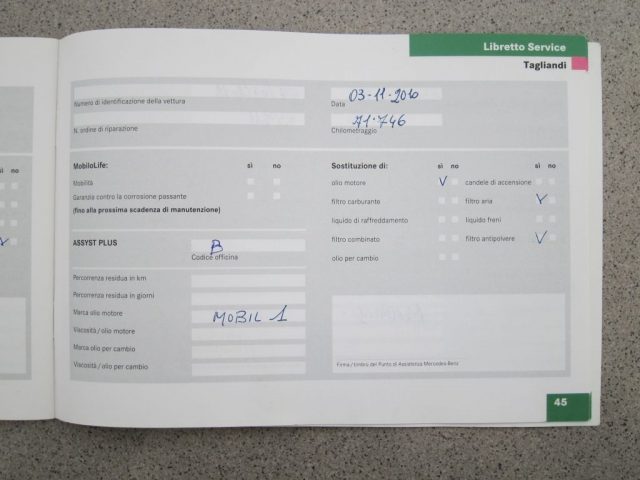 Libretto Service
Tagliandi
Numero di identificazione della vettura
03-11-2010
Data
N. ordine di riparazione
71.746
Chilometraggio
MobiloLife: sì no
Mobilità
Garanzia contro la corrosione passante
(fino alla prossima scadenza di manutenzione)
Sostituzione di: sì no sì no
olio motore V candele di accensione
filtro carburante filtro aria V
liquido di raffreddamento liquido freni
filtro combinato filtro antipolvere V
olio per cambio
ASSYST PLUS B
Codice officina
Percorrenza residua in km
Percorrenza residua in giorni
Marca olio motore MOBIL 1
Viscosità/olio motore
Marca olio per cambio
Viscosità/olio per cambio
Firma/timbro del Punto di Assistenza Mercedes-Benz
45
sì no